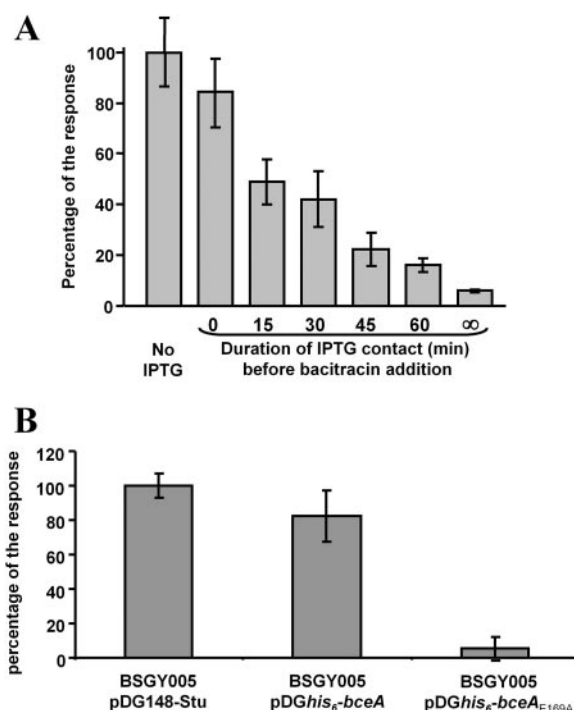 A
Percentage of the response
100
80
60
40
20
0
0 15 30 45 60 ∞
No
IPTG
Duration of IPTG contact (min)
before bacitracin addition
B
percentage of the response
120
100
80
60
40
20
0
BSGY005
pDG148-Stu
BSGY005
pDGhis₆-bceA
BSGY005
pDGhis₆-bceA_E169A